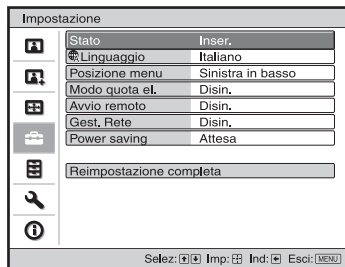 Impostazione
Stato Inser.
Linguaggio Italiano
Posizione menu Sinistra in basso
Modo quota el. Disin.
Avvio remoto Disin.
Gest. Rete Disin.
Power saving Attesa
Reimpostazione completa
Selez: Imp: Ind: Esci: MENU